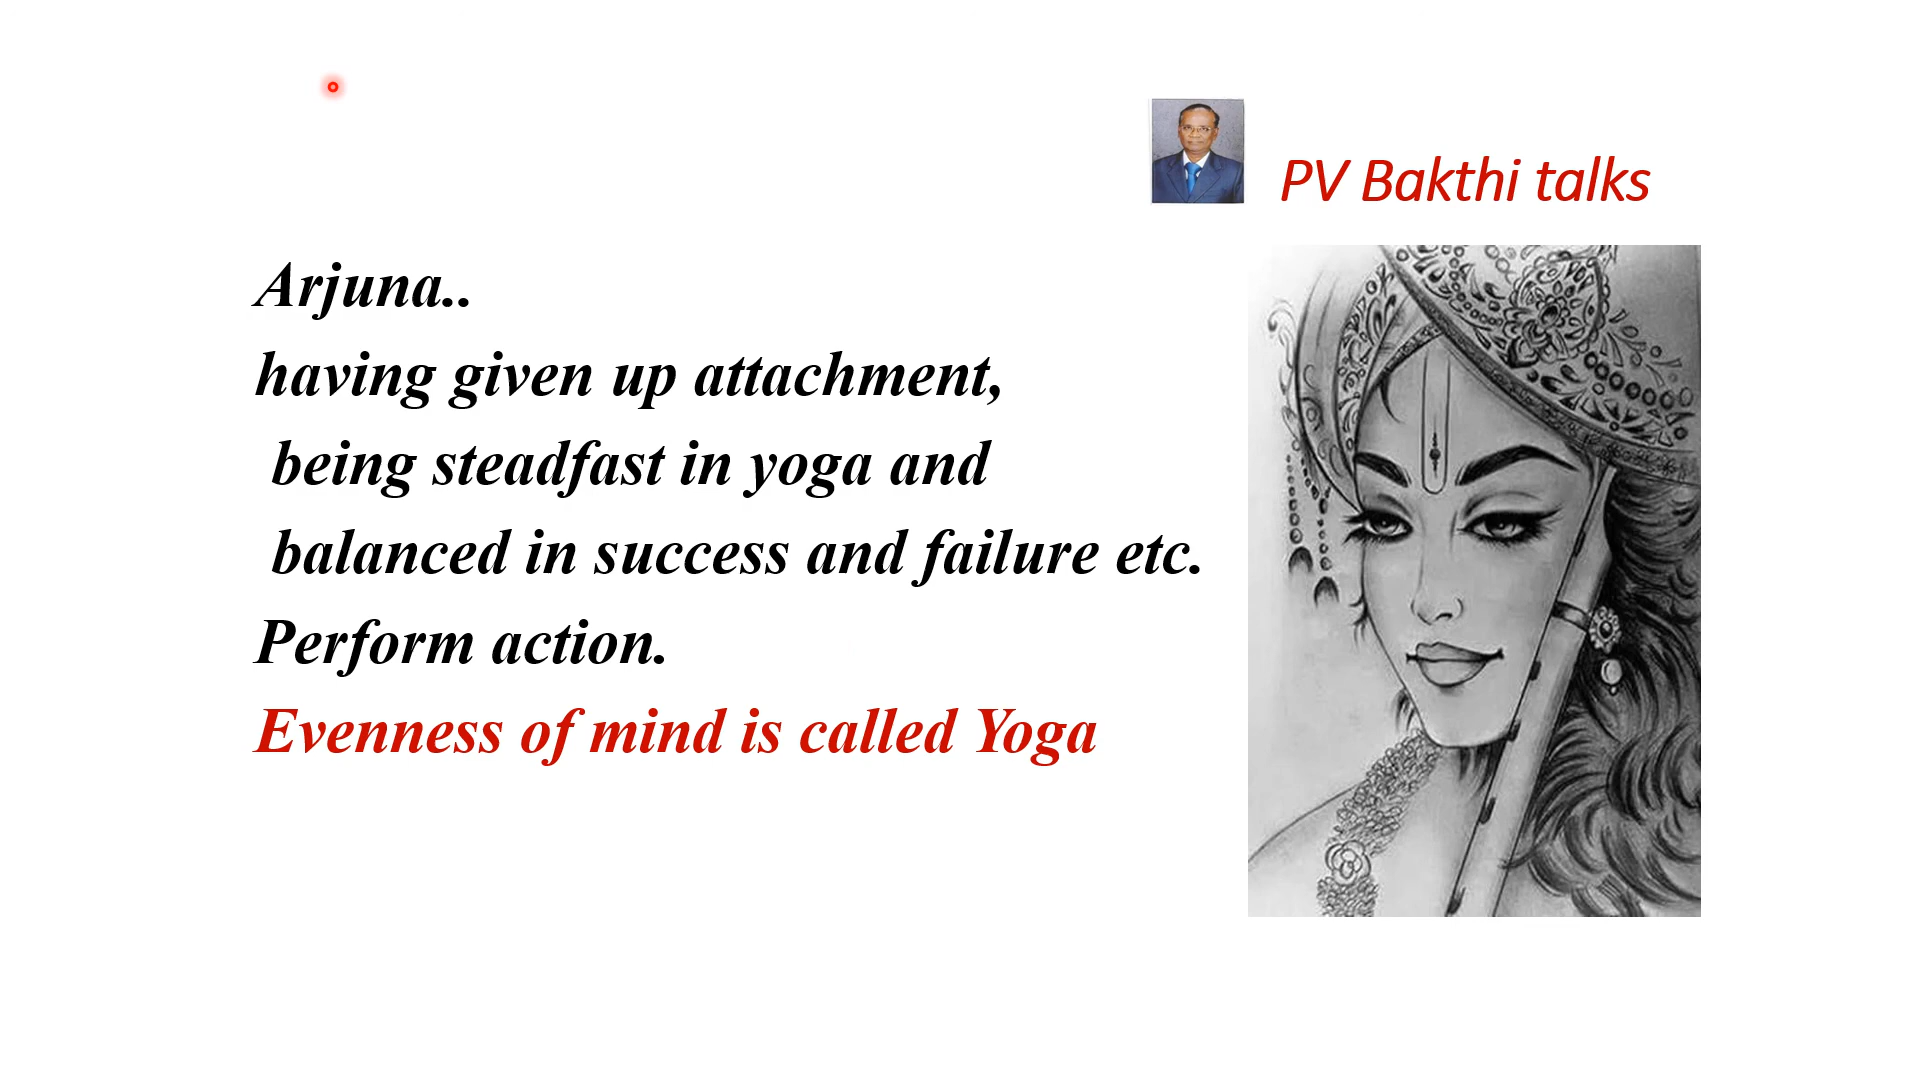 PV Bakthi talks
Arjuna..
having given up attachment,
being steadfast in yoga and
balanced in success and failure etc.
Perform action.
Evenness of mind is called Yoga